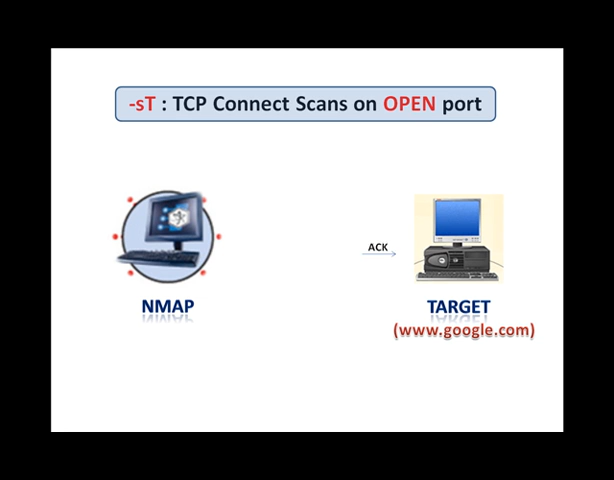 -sT : TCP Connect Scans on OPEN port
ACK
NMAP
TARGET
(www.google.com)